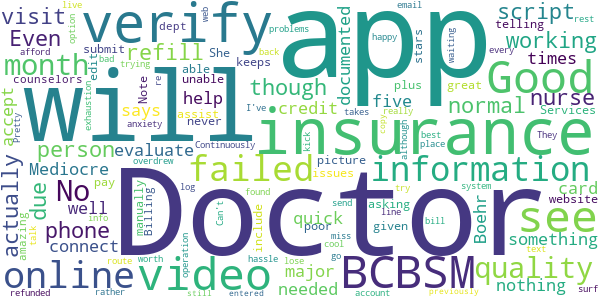 live web dept email
visit verify app script
Even option bad problems stars happy waiting rest
afford She back every telling working
month refill submit edit able keeps documented Good
counselors trying re Note unable plus great times
though five Services
accept exhaustion says help assist never I've Continuously credit takes really kick normal nurse
will insurance
person evaluate anxiety picture copy best place They
actually due No failed although information
Mediocre manually overdrew issues found try system card
amazing info well pay Billing log Can't send asking line website
phone include quick poor given bill Boehr something
connect Doctor see
talk text
online worth hassle major miss cool nothing
route rather operation video needed lose go BCBSM quality
refunded still entered account previously surf